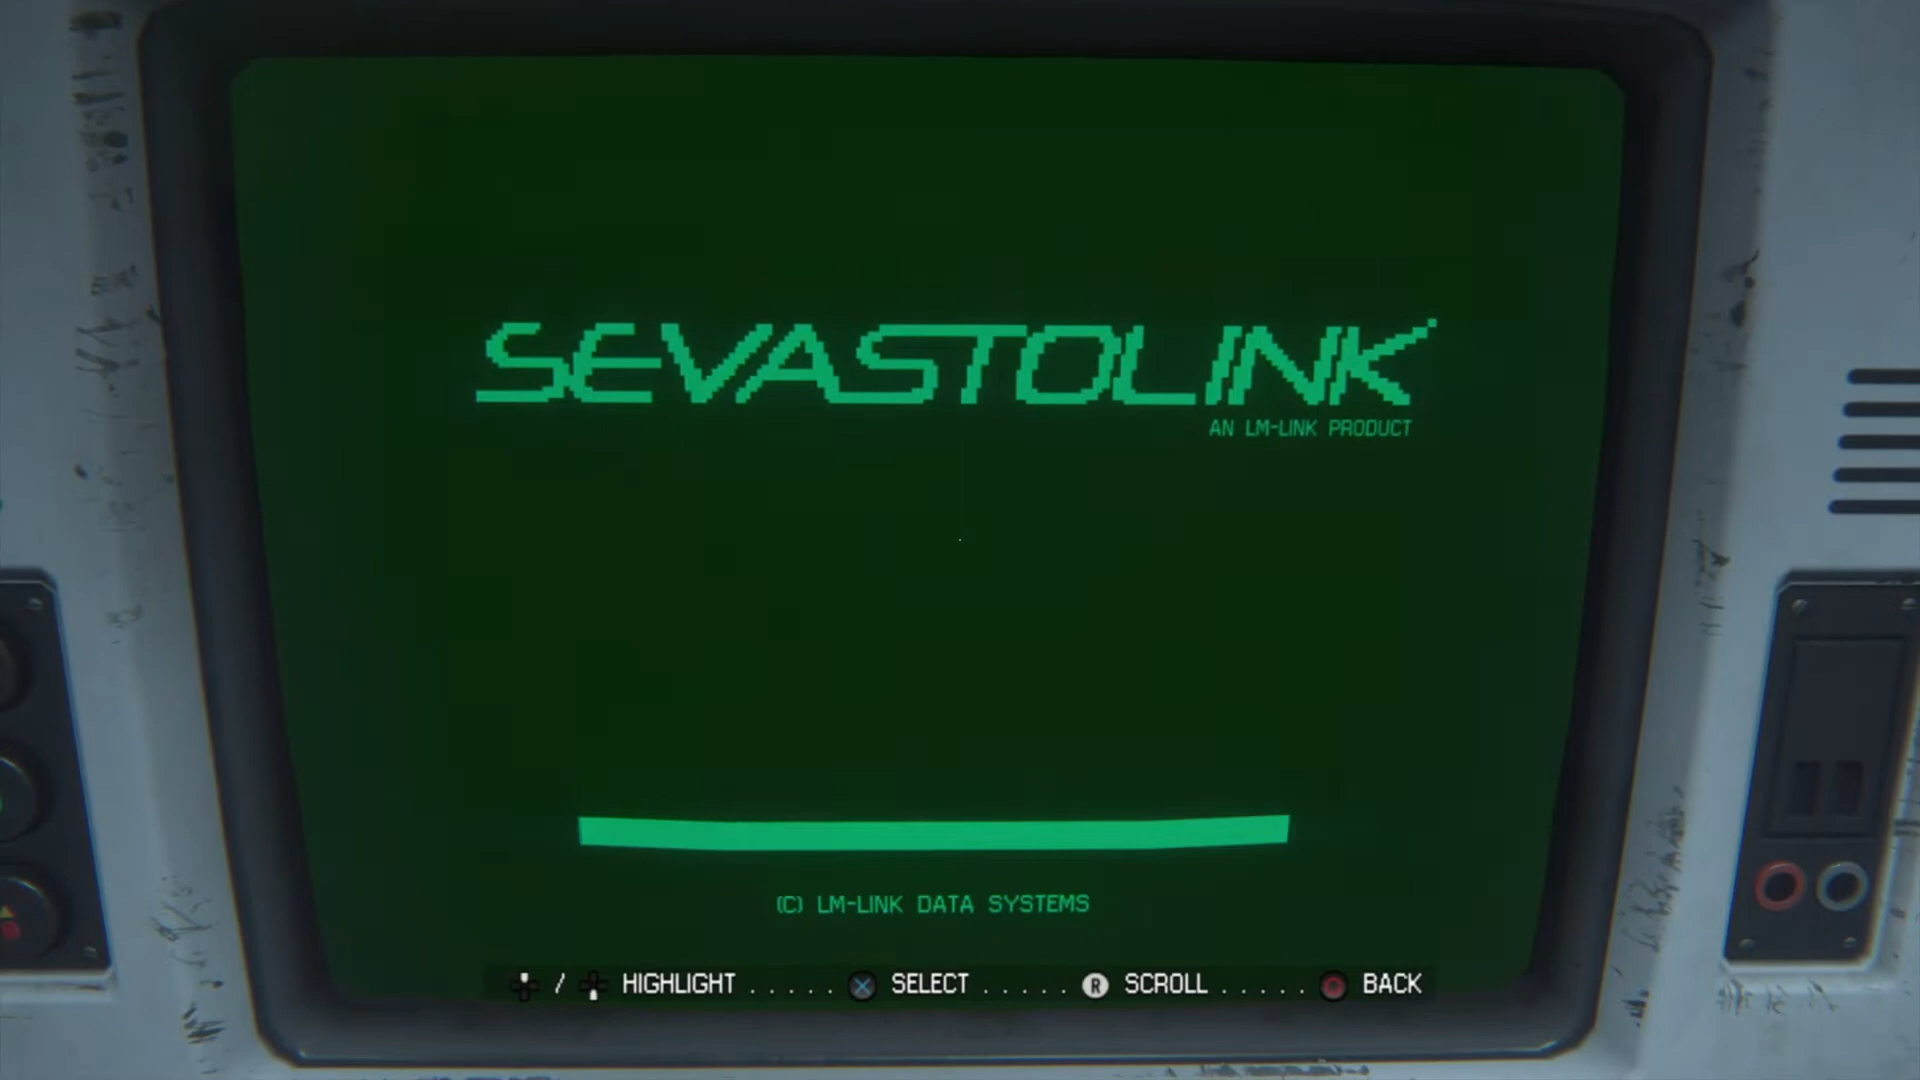 SEVASTOLINK
AN LM-LINK PRODUCT
(C) LM-LINK DATA SYSTEMS
/ HIGHLIGHT ..... SELECT ..... R SCROLL ..... BACK